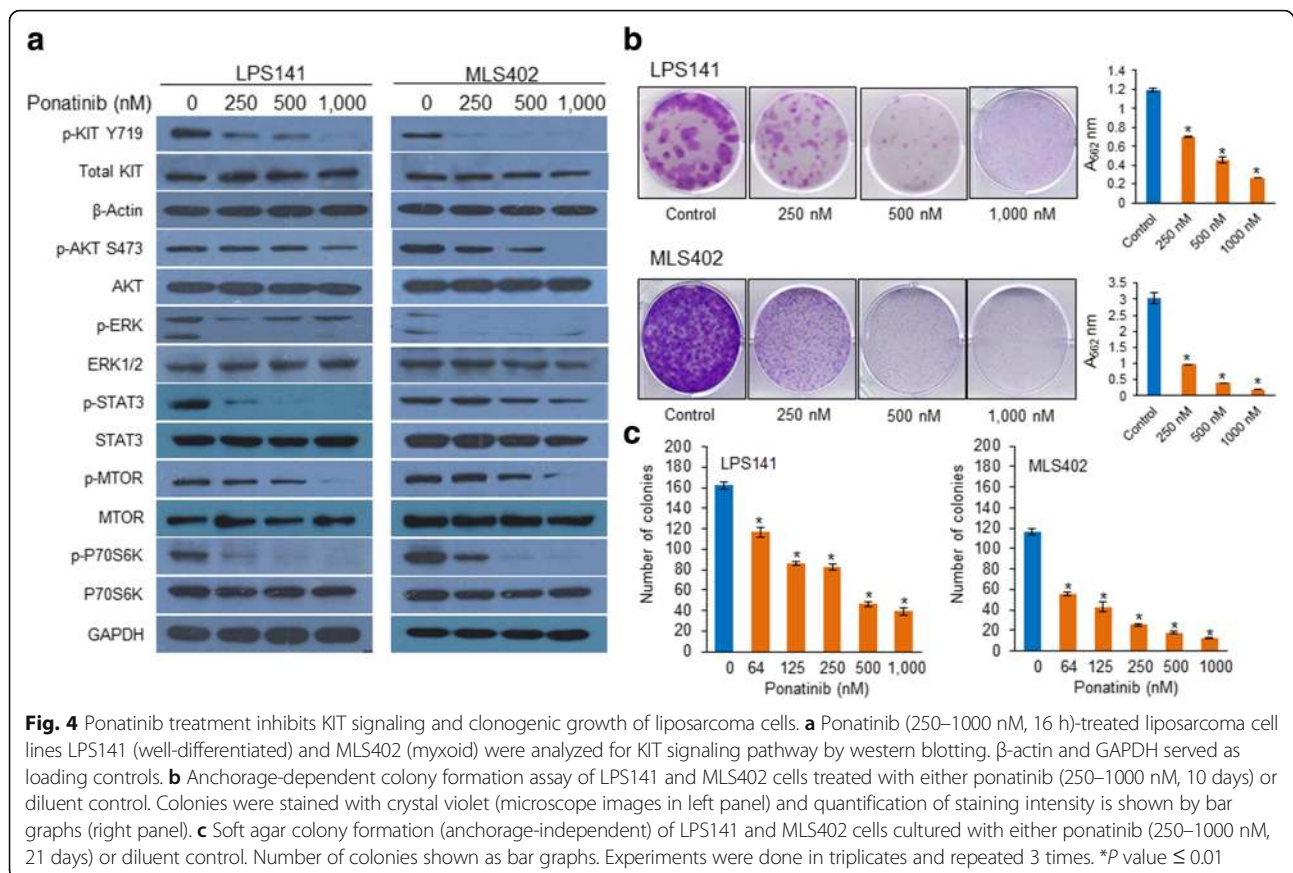 a
LPS141 MLS402
Ponatinib (nM) 0 250 500 1,000 0 250 500 1,000
p-KIT Y719
Total KIT
β-Actin
p-AKT S473
AKT
p-ERK
ERK1/2
p-STAT3
STAT3
p-MTOR
MTOR
p-P70S6K
P70S6K
GAPDH
b
LPS141
Control 250 nM 500 nM 1,000 nM
A662 nm
1.4
1.2
1
0.8
0.6
0.4
0.2
0
* * *
Control 250 nM 500 nM 1000 nM
MLS402
Control 250 nM 500 nM 1,000 nM
A662 nm
3.5
3
2.5
2
1.5
1
0.5
0
* * *
Control 250 nM 500 nM 1000 nM
c
LPS141
Number of colonies
200
180
160
140
120
100
80
60
40
20
0
* * * * *
0 64 125 250 500 1,000
Ponatinib (nM)
MLS402
Number of colonies
200
180
160
140
120
100
80
60
40
20
0
* * * * *
0 64 125 250 500 1000
Ponatinib (nM)
Fig. 4 Ponatinib treatment inhibits KIT signaling and clonogenic growth of liposarcoma cells. a Ponatinib (250–1000 nM, 16 h)-treated liposarcoma cell
lines LPS141 (well-differentiated) and MLS402 (myxoid) were analyzed for KIT signaling pathway by western blotting. β-actin and GAPDH served as
loading controls. b Anchorage-dependent colony formation assay of LPS141 and MLS402 cells treated with either ponatinib (250–1000 nM, 10 days) or
diluent control. Colonies were stained with crystal violet (microscope images in left panel) and quantification of staining intensity is shown by bar
graphs (right panel). c Soft agar colony formation (anchorage-independent) of LPS141 and MLS402 cells cultured with either ponatinib (250–1000 nM,
21 days) or diluent control. Number of colonies shown as bar graphs. Experiments were done in triplicates and repeated 3 times. *P value ≤ 0.01